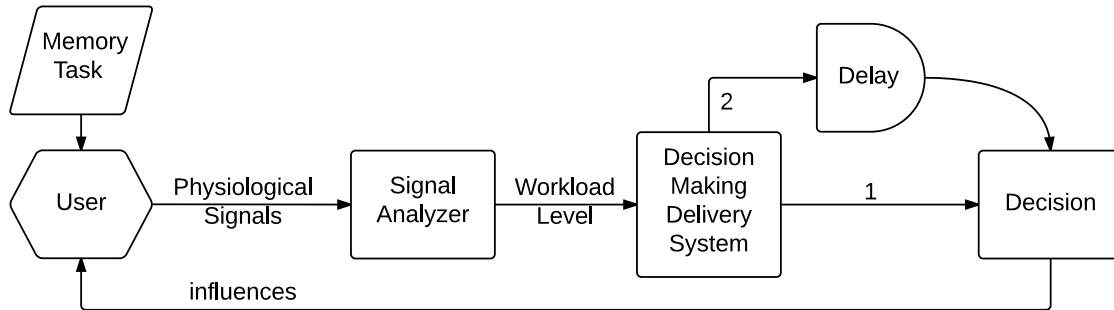 Memory
Task
User
Physiological
Signals
Signal
Analyzer
Workload
Level
Decision
Making
Delivery
System
2
Delay
1
Decision
influences